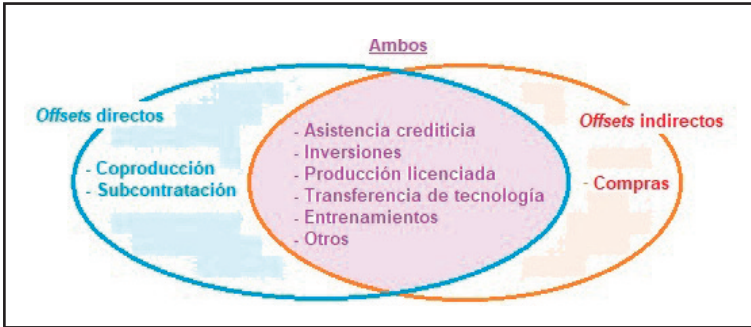 Ambos
Offsets directos
- Coproducción
- Subcontratación
- Asistencia crediticia
- Inversiones
- Producción licenciada
- Transferencia de tecnología
- Entrenamientos
- Otros
Offsets indirectos
- Compras